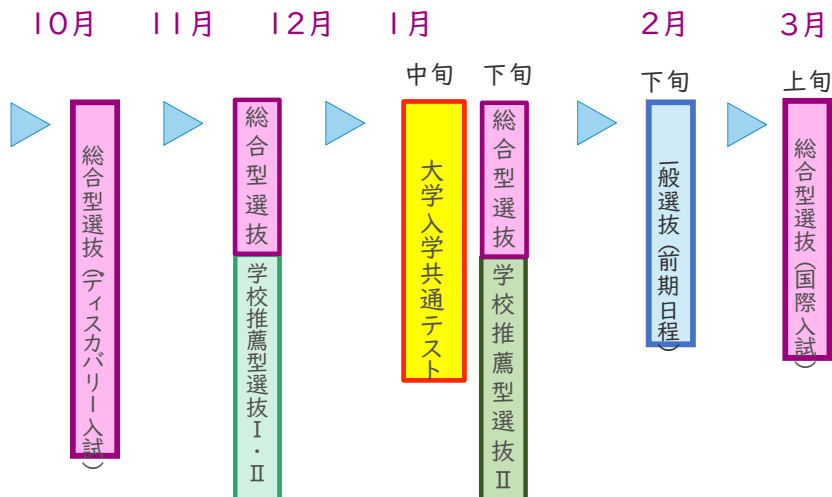 10月
11月
12月
1月
2月
3月
中旬
下旬
下旬
上旬
総合型選抜(ディスカバリー入試)
総合型選抜
学校推薦型選抜Ⅰ・Ⅱ
大学入学共通テスト
総合型選抜
学校推薦型選抜Ⅱ
一般選抜(前期日程)
総合型選抜(国際入試)